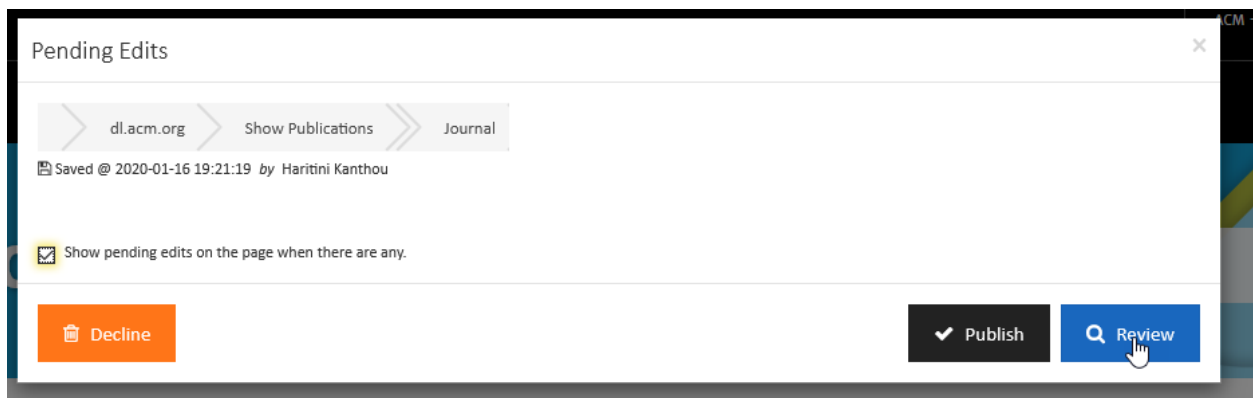 ACM
Pending Edits
dl.acm.org Show Publications Journal
Saved @ 2020-01-16 19:21:19 by Haritini Kanthou
Show pending edits on the page when there are any.
Decline Publish Review